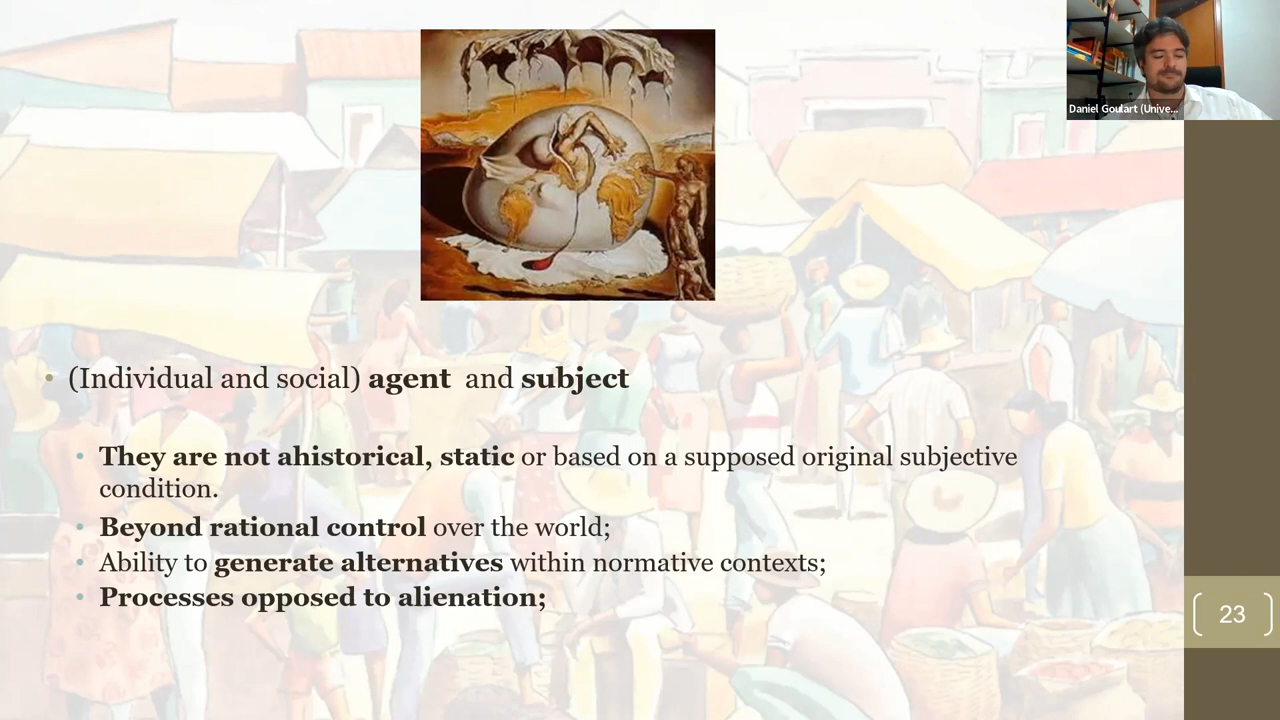 Daniel Goulart (Unive...
• (Individual and social) agent and subject
• They are not ahistorical, static or based on a supposed original subjective
condition.
• Beyond rational control over the world;
• Ability to generate alternatives within normative contexts;
• Processes opposed to alienation;
23